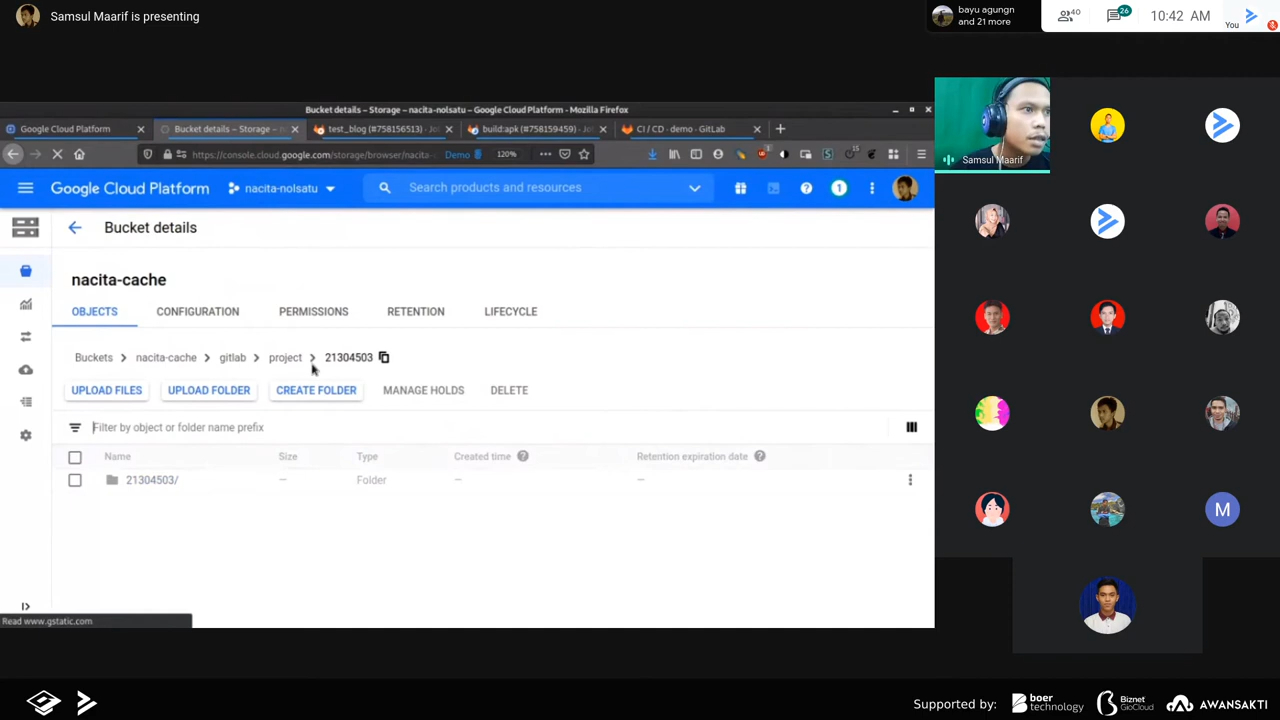 Samsul Maarif is presenting
bayu agungn
and 21 more
40
26
10:42 AM
You
Bucket details – Storage – nacita-nolsatu – Google Cloud Platform - Mozilla Firefox
Google Cloud Platform
Bucket details – Storage – n
test_blog (#758156513) · Jo
build:apk (#758159459) · Jo
CI / CD · demo · GitLab
https://console.cloud.google.com/storage/browser/nacita-
Demo
120%
Google Cloud Platform
nacita-nolsatu
Search products and resources
1
Bucket details
nacita-cache
OBJECTS
CONFIGURATION
PERMISSIONS
RETENTION
LIFECYCLE
Buckets > nacita-cache > gitlab > project > 21304503
UPLOAD FILES
UPLOAD FOLDER
CREATE FOLDER
MANAGE HOLDS
DELETE
Filter by object or folder name prefix
Name
Size
Type
Created time
Retention expiration date
21304503/
—
Folder
—
—
Read www.gstatic.com
Samsul Maarif
M
Supported by:
boer
technology
Biznet
GioCloud
AWANSAKTI